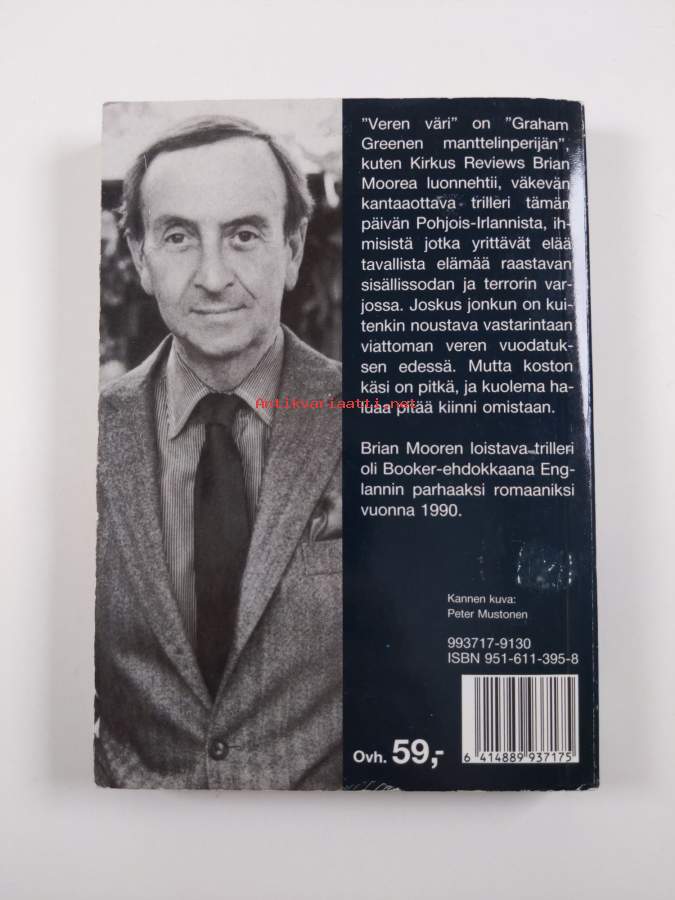 "Veren väri" on "Graham
Greenen manttelinperijän",
kuten Kirkus Reviews Brian
Moorea luonnehtii, väkevän
kantaaottava trilleri tämän
päivän Pohjois-Irlannista, ih-
misistä jotka yrittävät elää
tavallista elämää raastavan
sisällissodan ja terrorin var-
jossa. Joskus jonkun on kui-
tenkin noustava vastarintaan
viattoman veren vuodatuk-
sen edessä. Mutta koston
käsi on pitkä, ja kuolema ha-
luaa pitää kiinni omistaan.
Antikvariaatti.net
Brian Mooren loistava trilleri
oli Booker-ehdokkaana Eng-
lannin parhaaksi romaaniksi
vuonna 1990.
Kannen kuva:
Peter Mustonen
993717-9130
ISBN 951-611-395-8
Ovh. 59,-
6 414889 937175